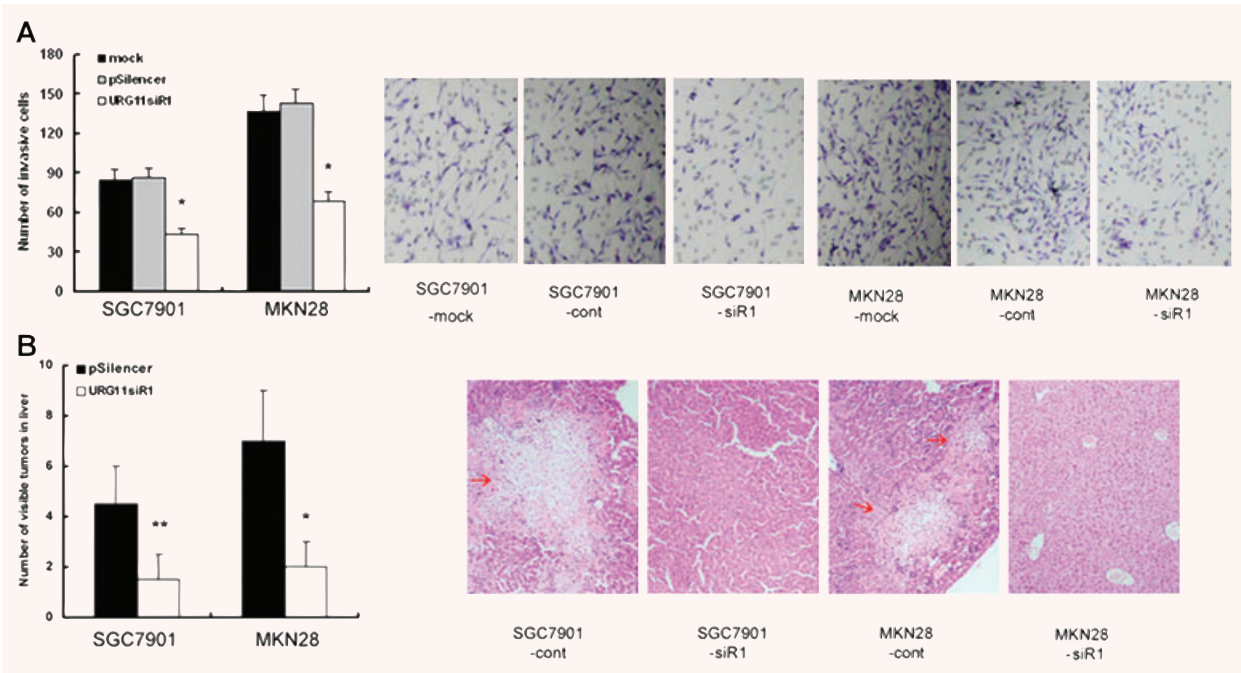 A
180
150
120
90
60
30
0
Number of invasive cells
mock
pSilencer
URG11siR1
*
*
SGC7901
MKN28
SGC7901
-mock
SGC7901
-cont
SGC7901
-siR1
MKN28
-mock
MKN28
-cont
MKN28
-siR1
B
10
8
6
4
2
0
Number of visible tumors in liver
pSilencer
URG11siR1
**
*
SGC7901
MKN28
SGC7901
-cont
SGC7901
-siR1
MKN28
-cont
MKN28
-siR1